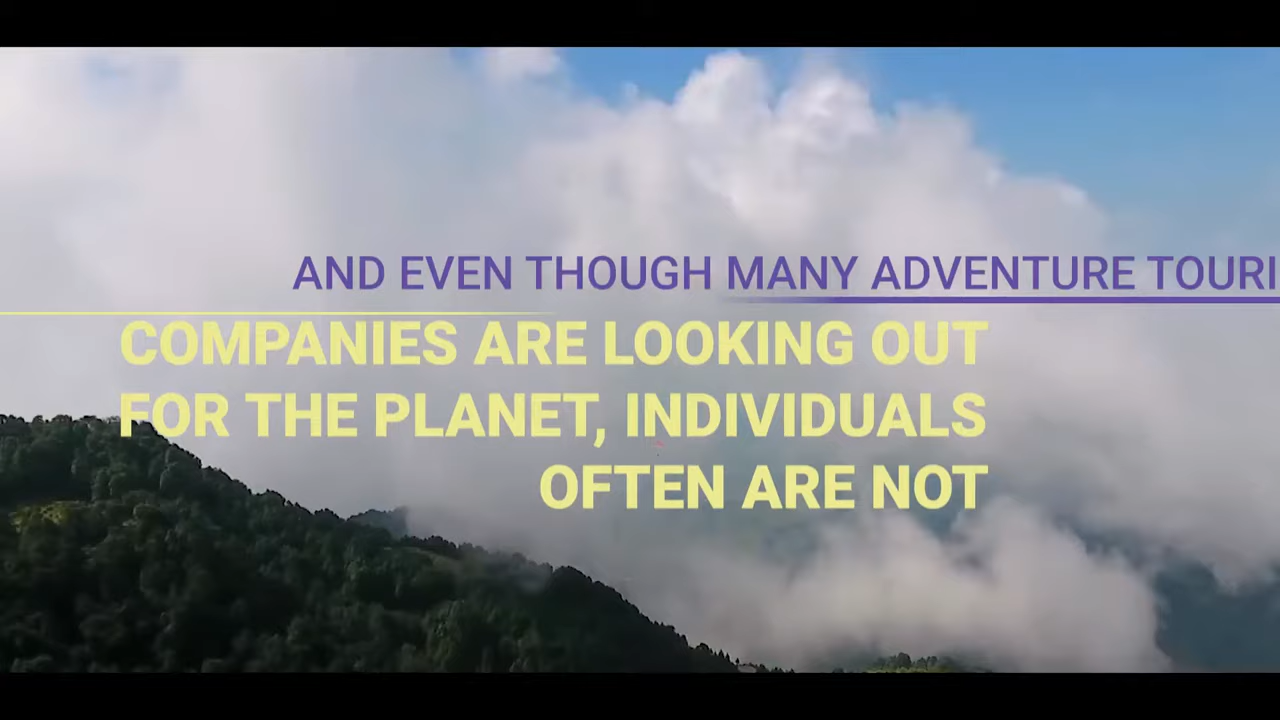 AND EVEN THOUGH MANY ADVENTURE TOURI
COMPANIES ARE LOOKING OUT
FOR THE PLANET, INDIVIDUALS
OFTEN ARE NOT